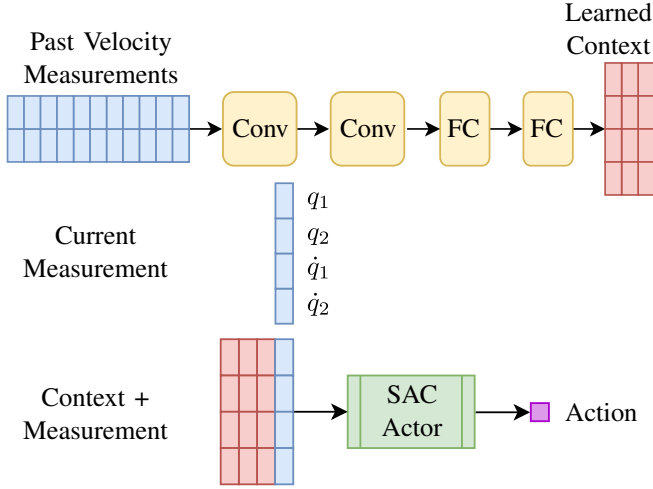 Learned
Context
Past Velocity
Measurements
Conv
Conv
FC
FC
q₁
q₂
q̇₁
q̇₂
Current
Measurement
Context +
Measurement
SAC
Actor
Action